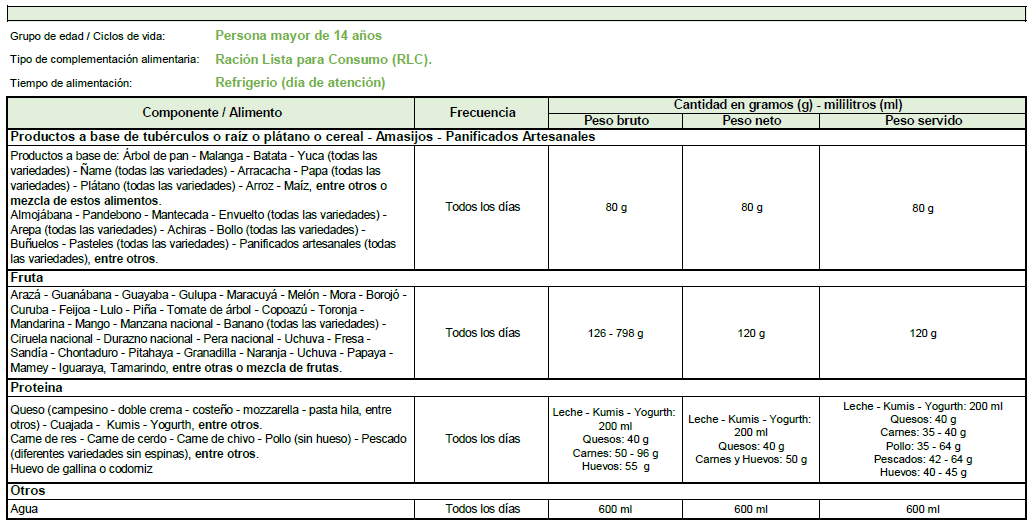 Grupo de edad / Ciclos de vida: Persona mayor de 14 años
Tipo de complementación alimentaria: Ración Lista para Consumo (RLC).
Tiempo de alimentación: Refrigerio (día de atención)
Componente / Alimento
Frecuencia
Cantidad en gramos (g) - mililitros (ml)
Peso bruto
Peso neto
Peso servido
Productos a base de tubérculos o raíz o plátano o cereal - Amasijos - Panificados Artesanales
Productos a base de: Árbol de pan - Malanga - Batata - Yuca (todas las
variedades) - Ñame (todas las variedades) - Arracacha - Papa (todas las
variedades) - Plátano (todas las variedades) - Arroz - Maíz, entre otros o
mezcla de estos alimentos.
Almojábana - Pandebono - Mantecada - Envuelto (todas las variedades) -
Arepa (todas las variedades) - Achiras - Bollo (todas las variedades) -
Buñuelos - Pasteles (todas las variedades) - Panificados artesanales (todas
las variedades), entre otros.
Todos los días
80 g
80 g
80 g
Fruta
Arazá - Guanábana - Guayaba - Gulupa - Maracuyá - Melón - Mora - Borojó -
Curuba - Feijoa - Lulo - Piña - Tomate de árbol - Copoazú - Toronja -
Mandarina - Mango - Manzana nacional - Banano (todas las variedades) -
Ciruela nacional - Durazno nacional - Pera nacional - Uchuva - Fresa -
Sandía - Chontaduro - Pitahaya - Granadilla - Naranja - Uchuva - Papaya -
Mamey - Iguaraya, Tamarindo, entre otras o mezcla de frutas.
Todos los días
126 - 798 g
120 g
120 g
Proteina
Queso (campesino - doble crema - costeño - mozzarella - pasta hila, entre
otros) - Cuajada - Kumis - Yogurth, entre otros.
Carne de res - Carne de cerdo - Carne de chivo - Pollo (sin hueso) - Pescado
(diferentes variedades sin espinas), entre otros.
Huevo de gallina o codorniz
Todos los días
Leche - Kumis - Yogurth:
200 ml
Quesos: 40 g
Carnes: 50 - 96 g
Huevos: 55 g
Leche - Kumis - Yogurth:
200 ml
Quesos: 40 g
Carnes y Huevos: 50 g
Leche - Kumis - Yogurth: 200 ml
Quesos: 40 g
Carnes: 35 - 40 g
Pollo: 35 - 64 g
Pescados: 42 - 64 g
Huevos: 40 - 45 g
Otros
Agua
Todos los días
600 ml
600 ml
600 ml